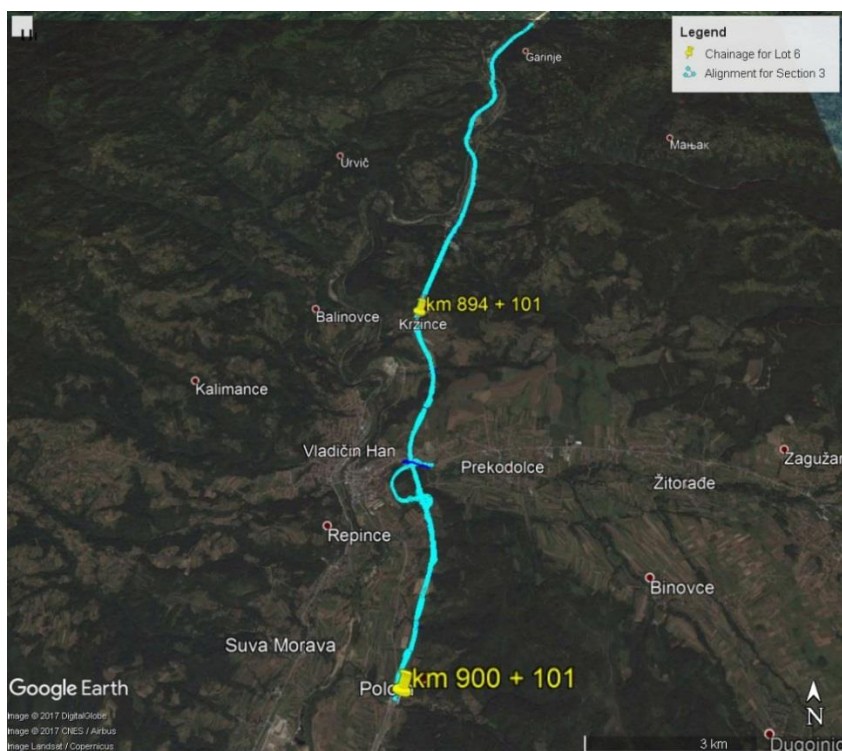 Legend
Chainage for Lot 6
Alignment for Section 3
Garinje
Мањак
Urvič
km 894 + 101
Balinovce
Kržince
Kalimance
Vladičin Han
Prekodolce
Zagužan
Žitorađe
Repince
Binovce
Suva Morava
km 900 + 101
Google Earth
Image © 2017 DigitalGlobe
Image © 2017 CNES / Airbus
Image Landsat / Copernicus
N
3 km